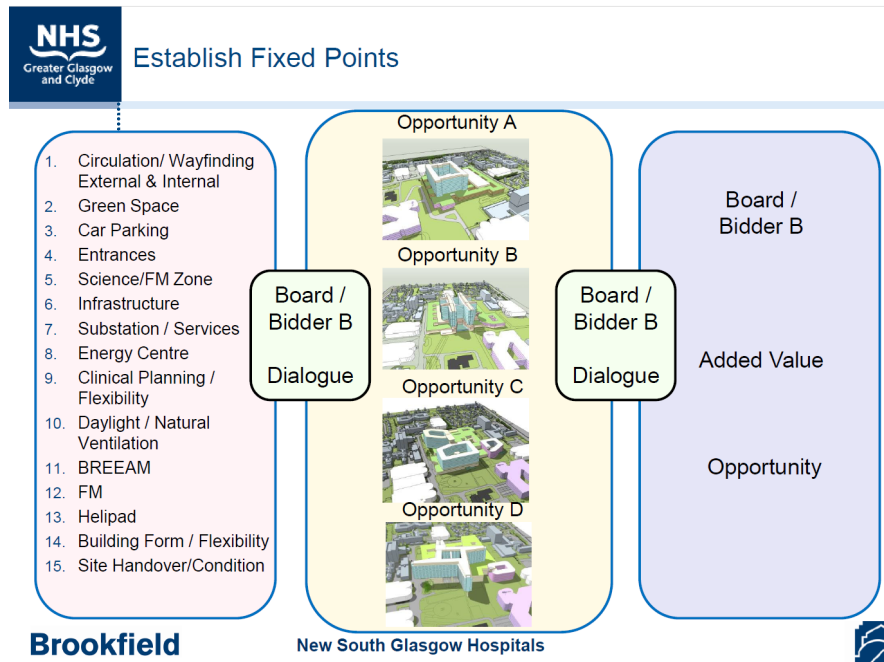 NHS
Greater Glasgow
and Clyde
Establish Fixed Points
1. Circulation/ Wayfinding
External & Internal
2. Green Space
3. Car Parking
4. Entrances
5. Science/FM Zone
6. Infrastructure
7. Substation / Services
8. Energy Centre
9. Clinical Planning /
Flexibility
10. Daylight / Natural
Ventilation
11. BREEAM
12. FM
13. Helipad
14. Building Form / Flexibility
15. Site Handover/Condition
Board /
Bidder B
Dialogue
Opportunity A
Opportunity B
Opportunity C
Opportunity D
Board /
Bidder B
Dialogue
Board /
Bidder B
Added Value
Opportunity
Brookfield
New South Glasgow Hospitals